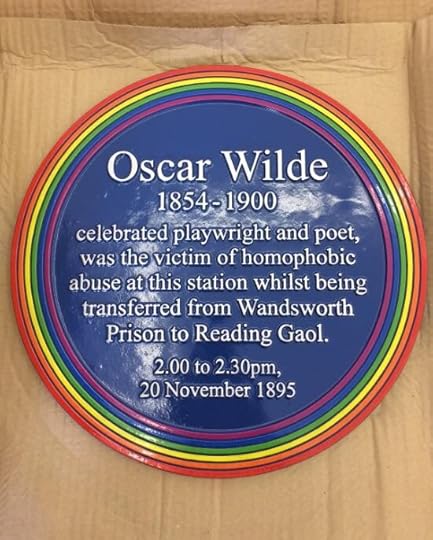 Oscar Wilde
1854-1900
celebrated playwright and poet,
was the victim of homophobic
abuse at this station whilst being
transferred from Wandsworth
Prison to Reading Gaol.
2.00 to 2.30pm,
20 November 1895